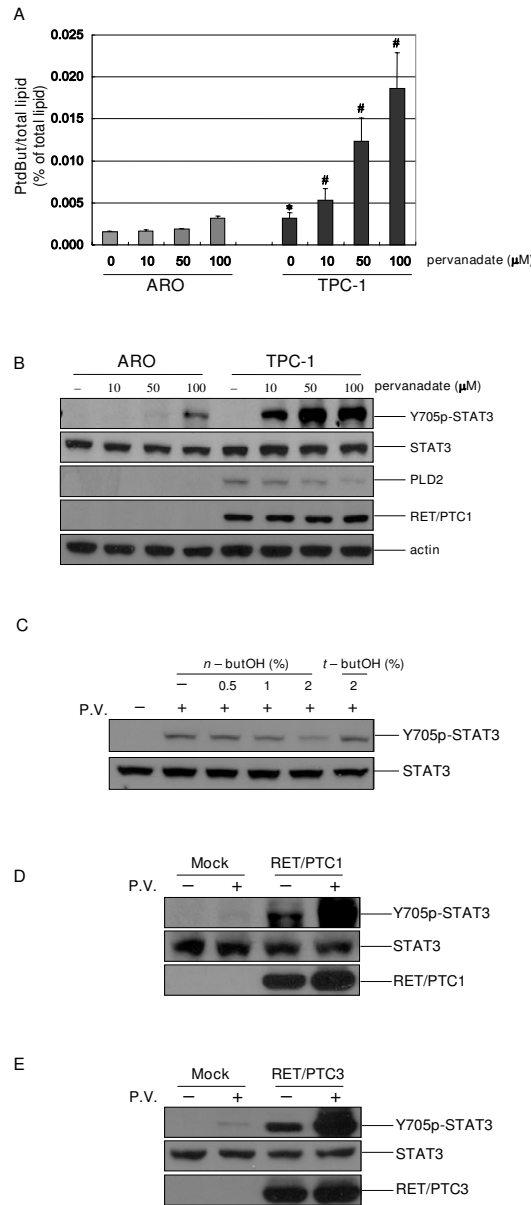 A
PtdBut/total lipid
(% of total lipid)
0.025
0.020
0.015
0.010
0.005
0.000
* # # #
0 10 50 100 0 10 50 100 pervanadate (µM)
ARO TPC-1
B
ARO TPC-1
– 10 50 100 – 10 50 100 pervanadate (µM)
Y705p-STAT3
STAT3
PLD2
RET/PTC1
actin
C
n – butOH (%) t – butOH (%)
– 0.5 1 2 2
P.V. – + + + + +
Y705p-STAT3
STAT3
D
Mock RET/PTC1
P.V. – + – +
Y705p-STAT3
STAT3
RET/PTC1
E
Mock RET/PTC3
P.V. – + – +
Y705p-STAT3
STAT3
RET/PTC3